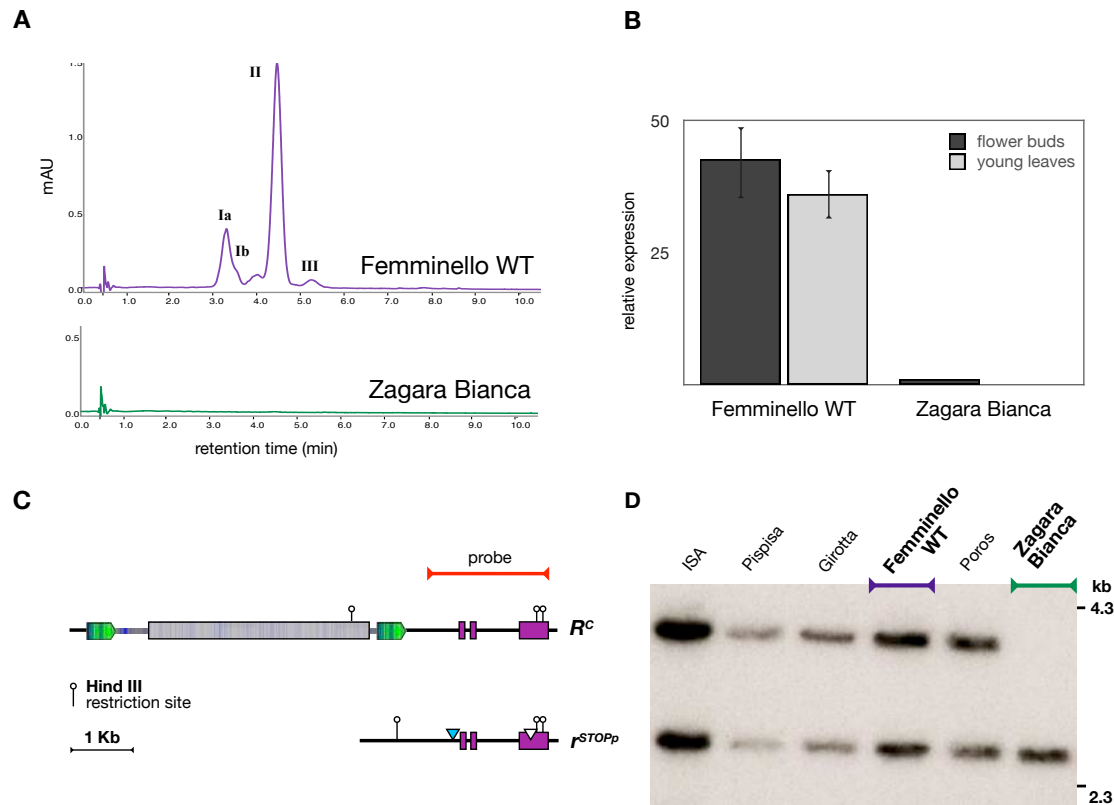 A
1.5
II
1.0
mAU
0.5
Ia
Ib
III
Femminello WT
0.0
0.0 1.0 2.0 3.0 4.0 5.0 6.0 7.0 8.0 9.0 10.0
0.5
Zagara Bianca
0.0
0.0 1.0 2.0 3.0 4.0 5.0 6.0 7.0 8.0 9.0 10.0
retention time (min)
B
50
flower buds
young leaves
25
relative expression
Femminello WT Zagara Bianca
C
probe
R^C
Hind III
restriction site
1 Kb
r^STOPp
D
ISA
Pispisa
Girotta
Femminello
WT
Poros
Zagara
Bianca
kb
4.3
2.3